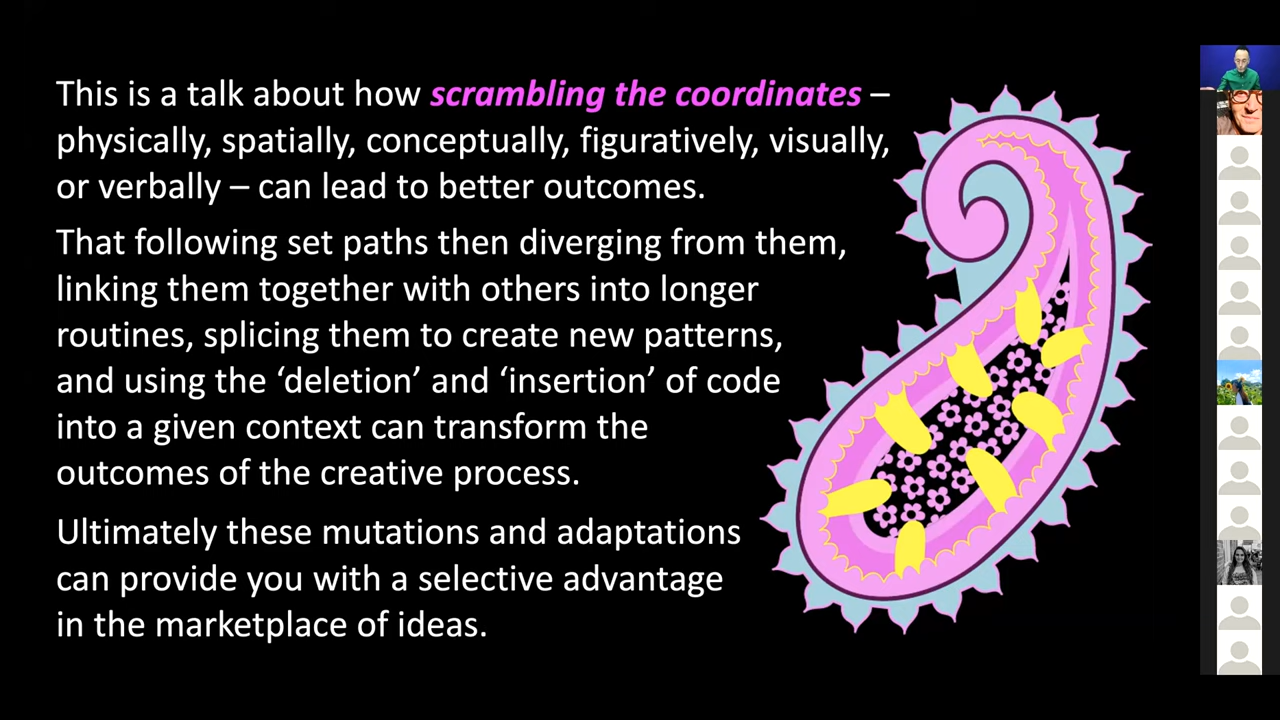 This is a talk about how scrambling the coordinates –
physically, spatially, conceptually, figuratively, visually,
or verbally – can lead to better outcomes.
That following set paths then diverging from them,
linking them together with others into longer
routines, splicing them to create new patterns,
and using the ‘deletion’ and ‘insertion’ of code
into a given context can transform the
outcomes of the creative process.
Ultimately these mutations and adaptations
can provide you with a selective advantage
in the marketplace of ideas.